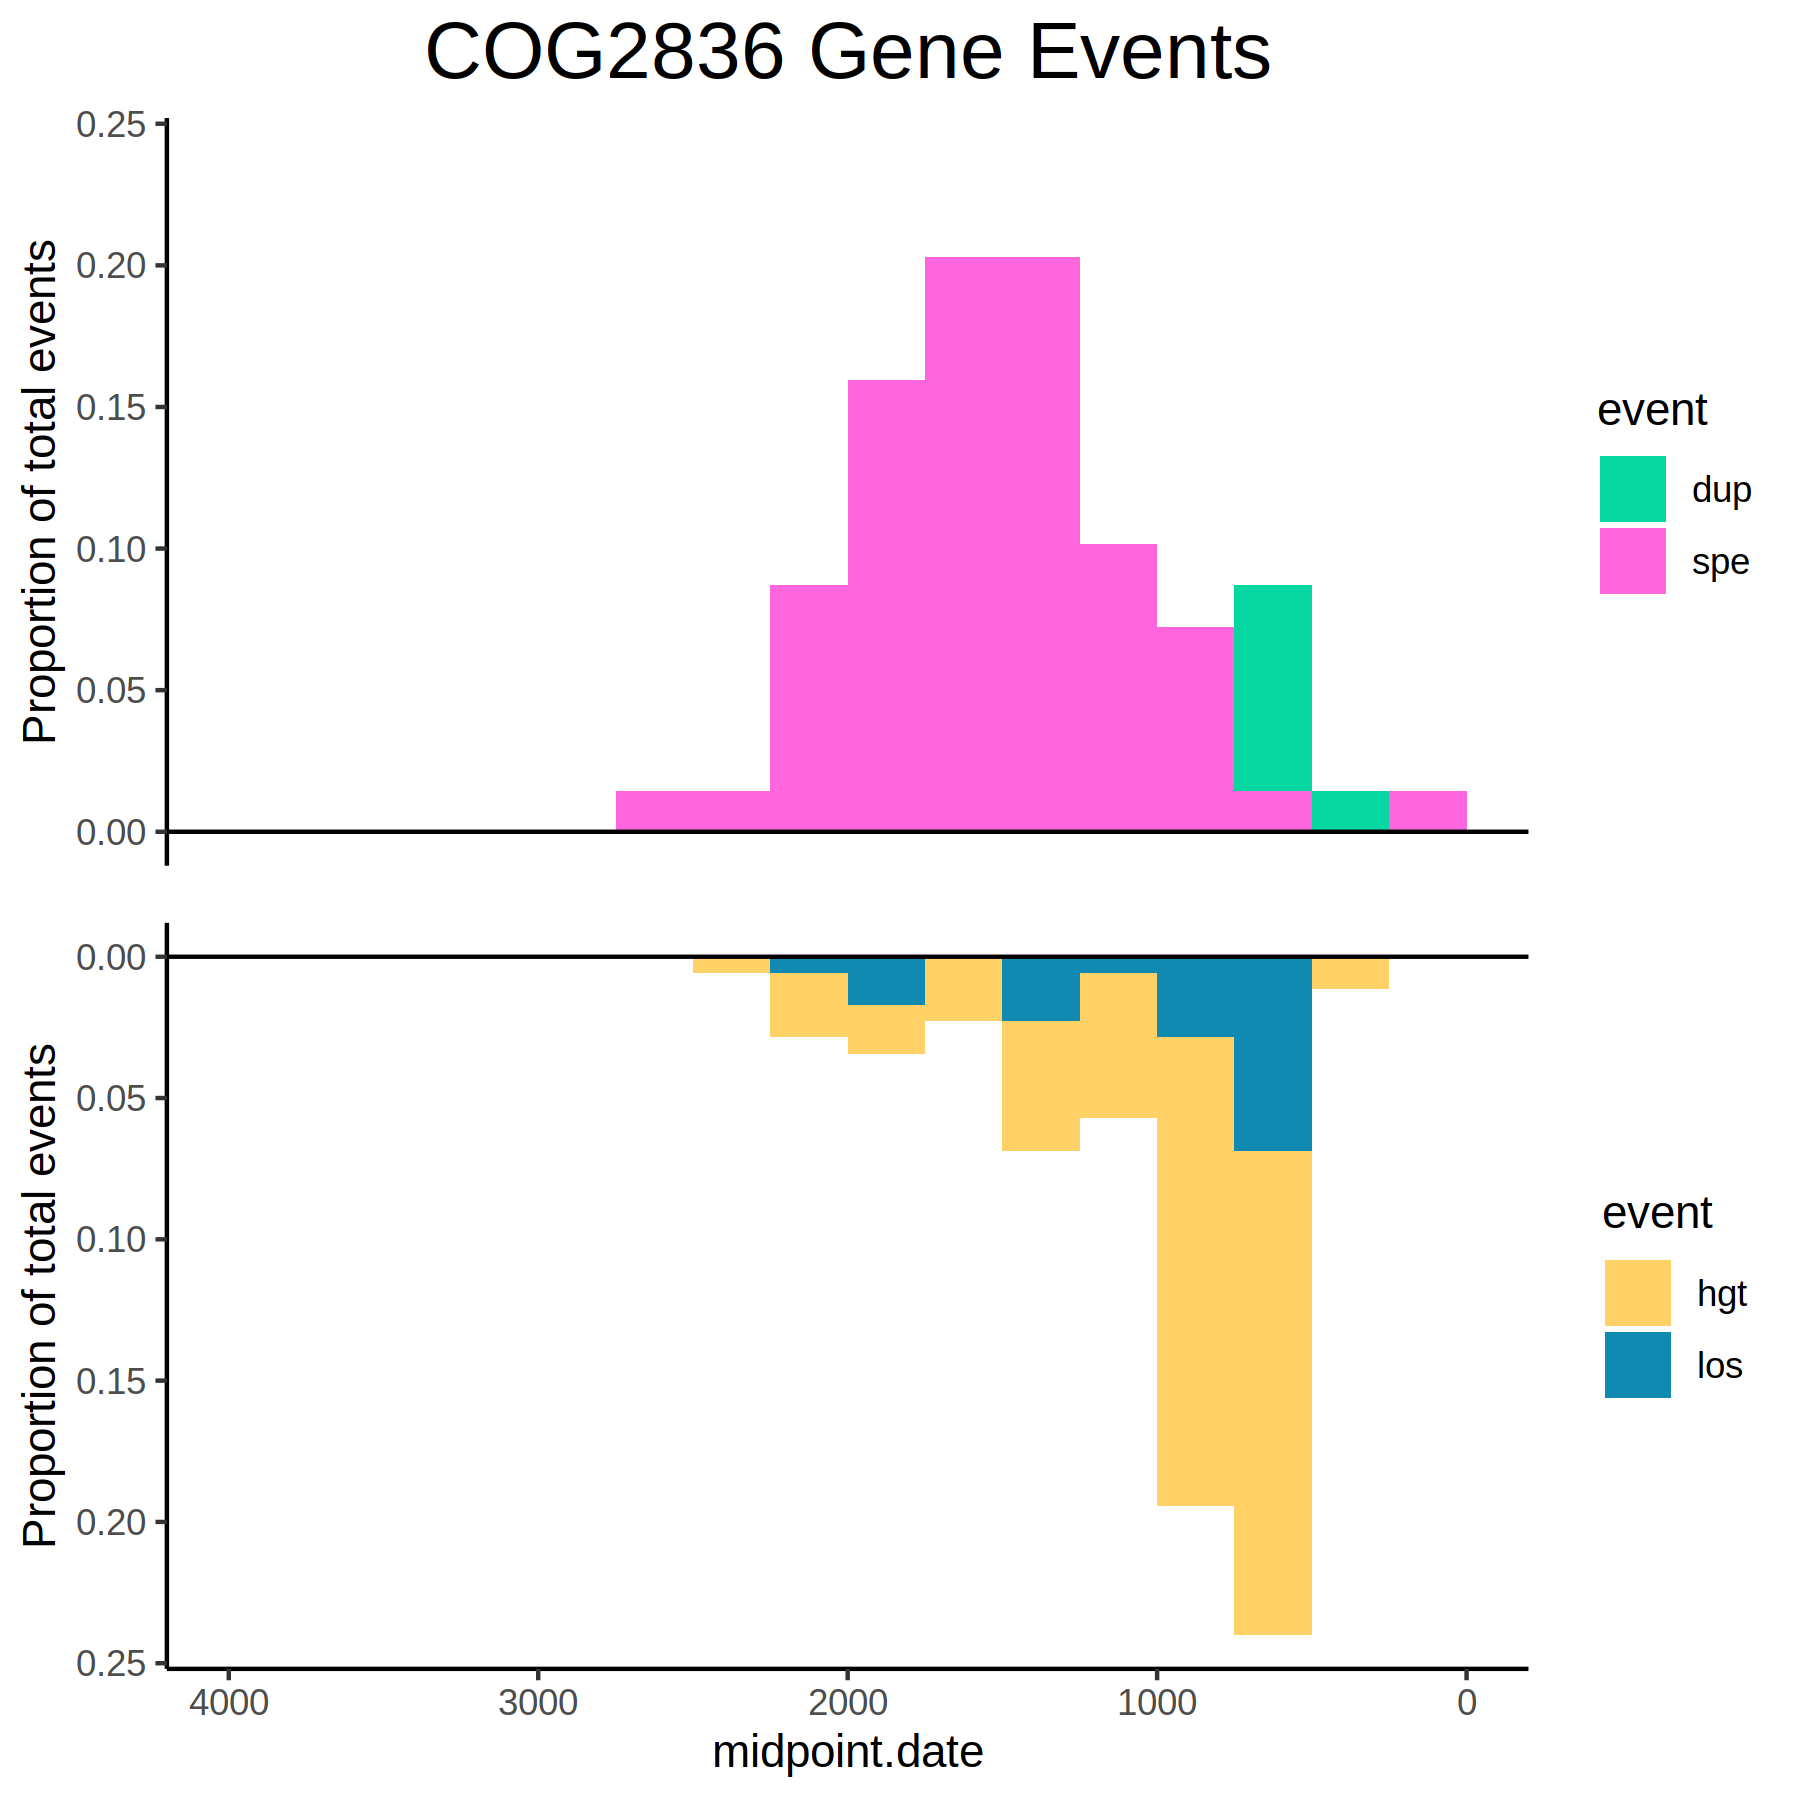 COG2836 Gene Events
Proportion of total events
0.25
0.20
0.15
0.10
0.05
0.00
event
dup
spe
Proportion of total events
0.00
0.05
0.10
0.15
0.20
0.25
event
hgt
los
4000 3000 2000 1000 0
midpoint.date